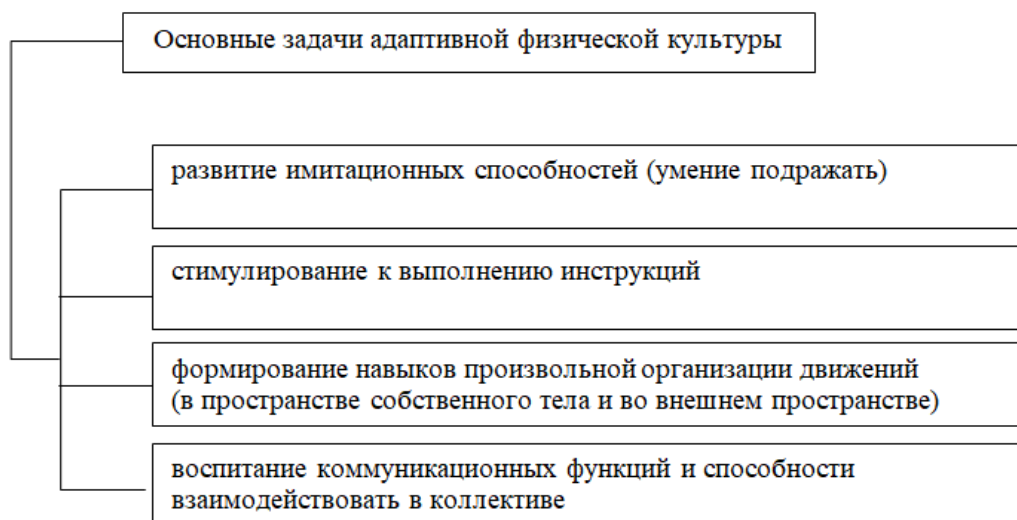 Основные задачи адаптивной физической культуры
развитие имитационных способностей (умение подражать)
стимулирование к выполнению инструкций
формирование навыков произвольной организации движений
(в пространстве собственного тела и во внешнем пространстве)
воспитание коммуникационных функций и способности
взаимодействовать в коллективе